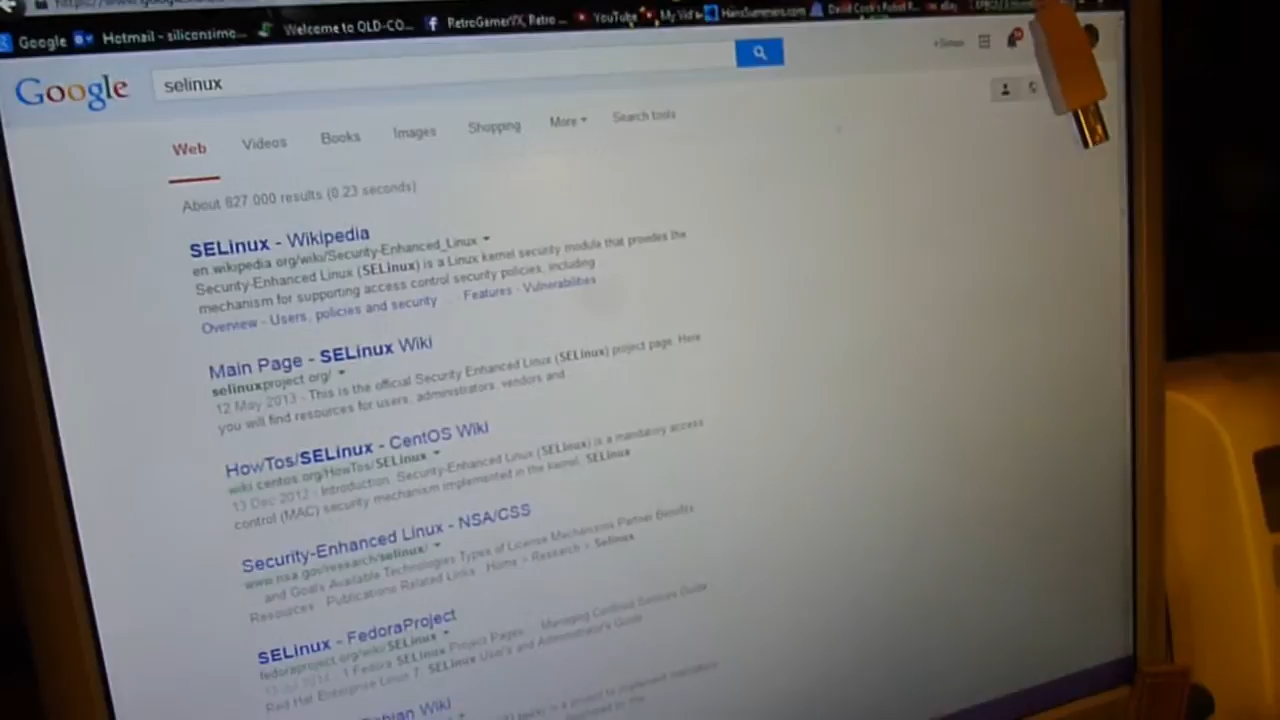 Google Hotmail - siliconsimo... Welcome to OLD-CO... RetroGamerVX, Retro ... YouTube My Vid HansSummers.com David Cook's Robot R... eBay
Google selinux +Simon
Web Videos Books Images Shopping More Search tools
About 827,000 results (0.23 seconds)
SELinux - Wikipedia
en.wikipedia.org/wiki/Security-Enhanced_Linux
Security-Enhanced Linux (SELinux) is a Linux kernel security module that provides the
mechanism for supporting access control security policies, including
Overview - Users, policies and security ... Features - Vulnerabilities
Main Page - SELinux Wiki
selinuxproject.org/
12 May 2013 - This is the official Security Enhanced Linux (SELinux) project page. Here
you will find resources for users, administrators, vendors and
HowTos/SELinux - CentOS Wiki
wiki.centos.org/HowTos/SELinux
13 Dec 2012 - Introduction. Security-Enhanced Linux (SELinux) is a mandatory access
control (MAC) security mechanism implemented in the kernel. SELinux
Security-Enhanced Linux - NSA/CSS
www.nsa.gov/research/selinux/
and Goals Available Technologies Types of License Mechanisms Partner Benefits
Resources Publications Related Links Home > Research > Selinux
SELinux - FedoraProject
fedoraproject.org/wiki/SELinux
1 Fedora SELinux Project Pages ... Managing Confined Services Guide
Red Hat Enterprise Linux 7: SELinux User's and Administrator's Guide
Debian Wiki